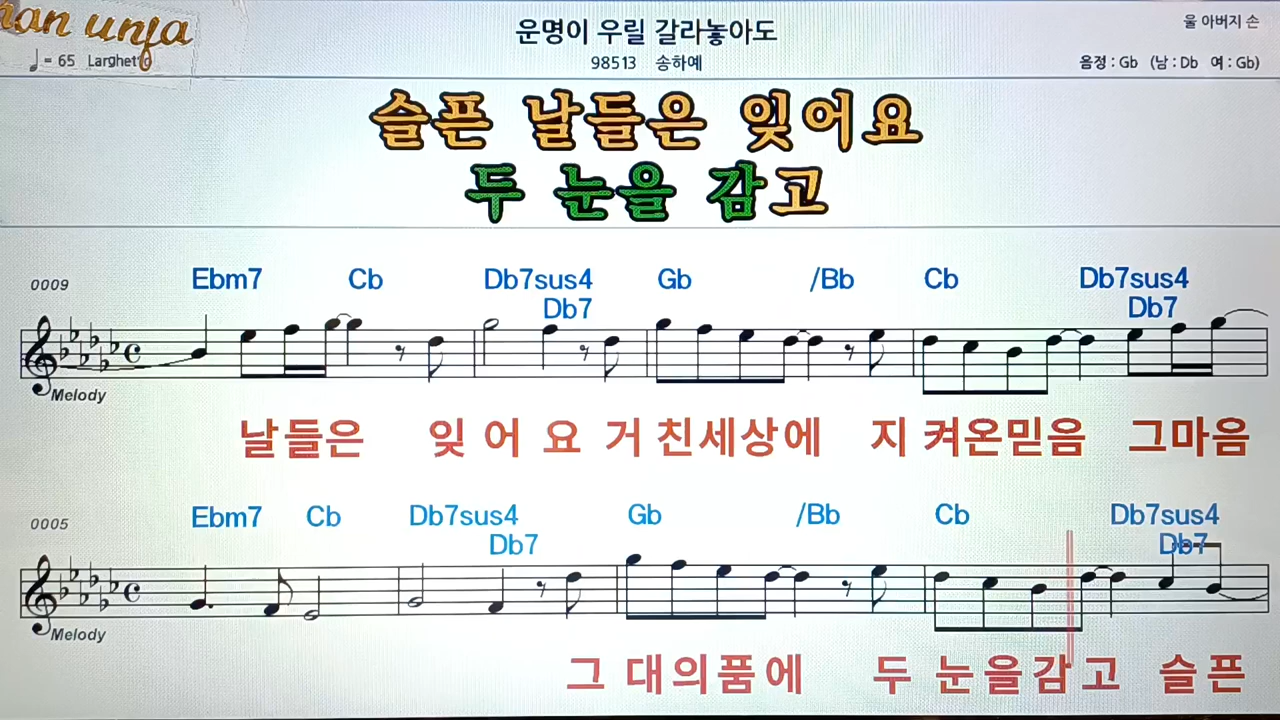 nan unja
운명이 우릴 갈라놓아도
울 아버지 손
♩ = 65 Larghetto
98513 송하예
음정 : Gb (남 : Db 여 : Gb)
슬픈 날들은 잊어요
두 눈을 감고
0009 Ebm7 Cb Db7sus4 Gb /Bb Cb Db7sus4
Db7 Db7
Melody
날들은 잊 어 요 거 친세상에 지 켜온믿음 그마음
0005 Ebm7 Cb Db7sus4 Gb /Bb Cb Db7sus4
Db7 Db7
Melody
그 대의품에 두 눈을감고 슬픈